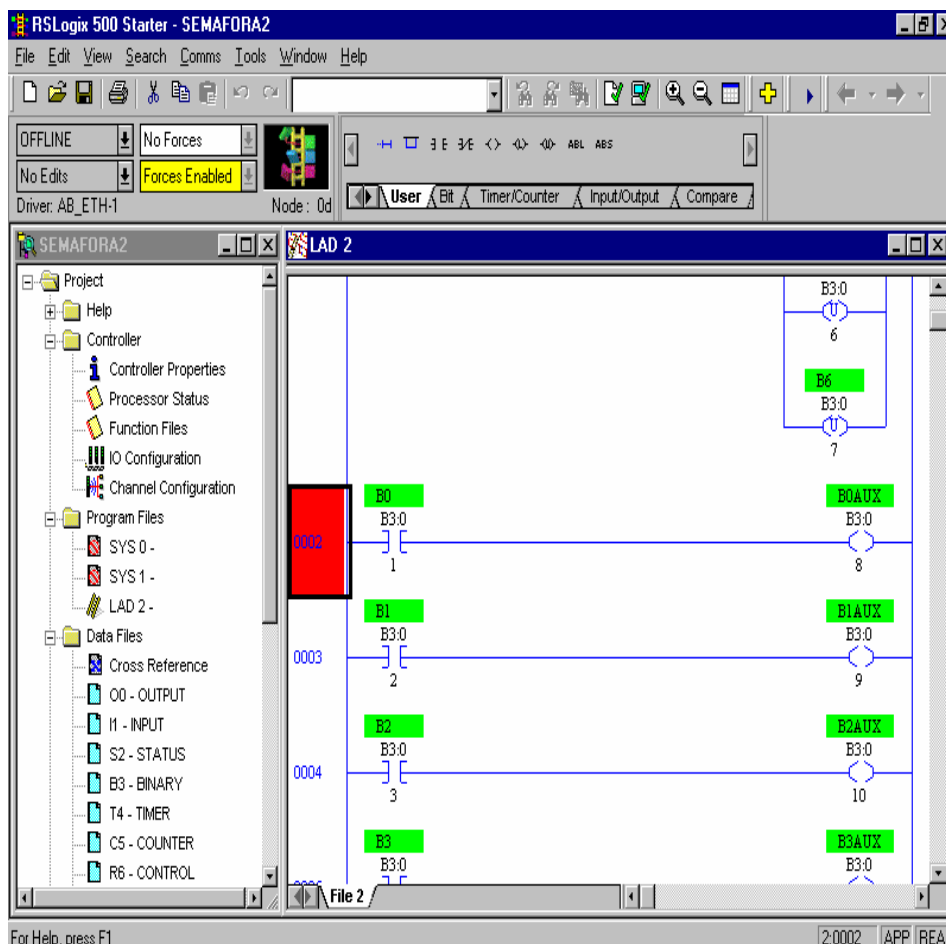 RSLogix 500 Starter - SEMAFORA2
File Edit View Search Comms Tools Window Help
OFFLINE No Forces
No Edits Forces Enabled
Driver: AB_ETH-1 Node : 0d
ABL ABS
User Bit Timer/Counter Input/Output Compare
SEMAFORA2
Project
Help
Controller
Controller Properties
Processor Status
Function Files
IO Configuration
Channel Configuration
Program Files
SYS 0 -
SYS 1 -
LAD 2 -
Data Files
Cross Reference
O0 - OUTPUT
I1 - INPUT
S2 - STATUS
B3 - BINARY
T4 - TIMER
C5 - COUNTER
R6 - CONTROL
LAD 2
B3:0
U
6
B6
B3:0
U
7
B0 B0AUX
B3:0 B3:0
0002
1 8
B1 B1AUX
B3:0 B3:0
0003
2 9
B2 B2AUX
B3:0 B3:0
0004
3 10
B3 B3AUX
B3:0 B3:0
File 2
For Help, press F1 2:0002 APP REA